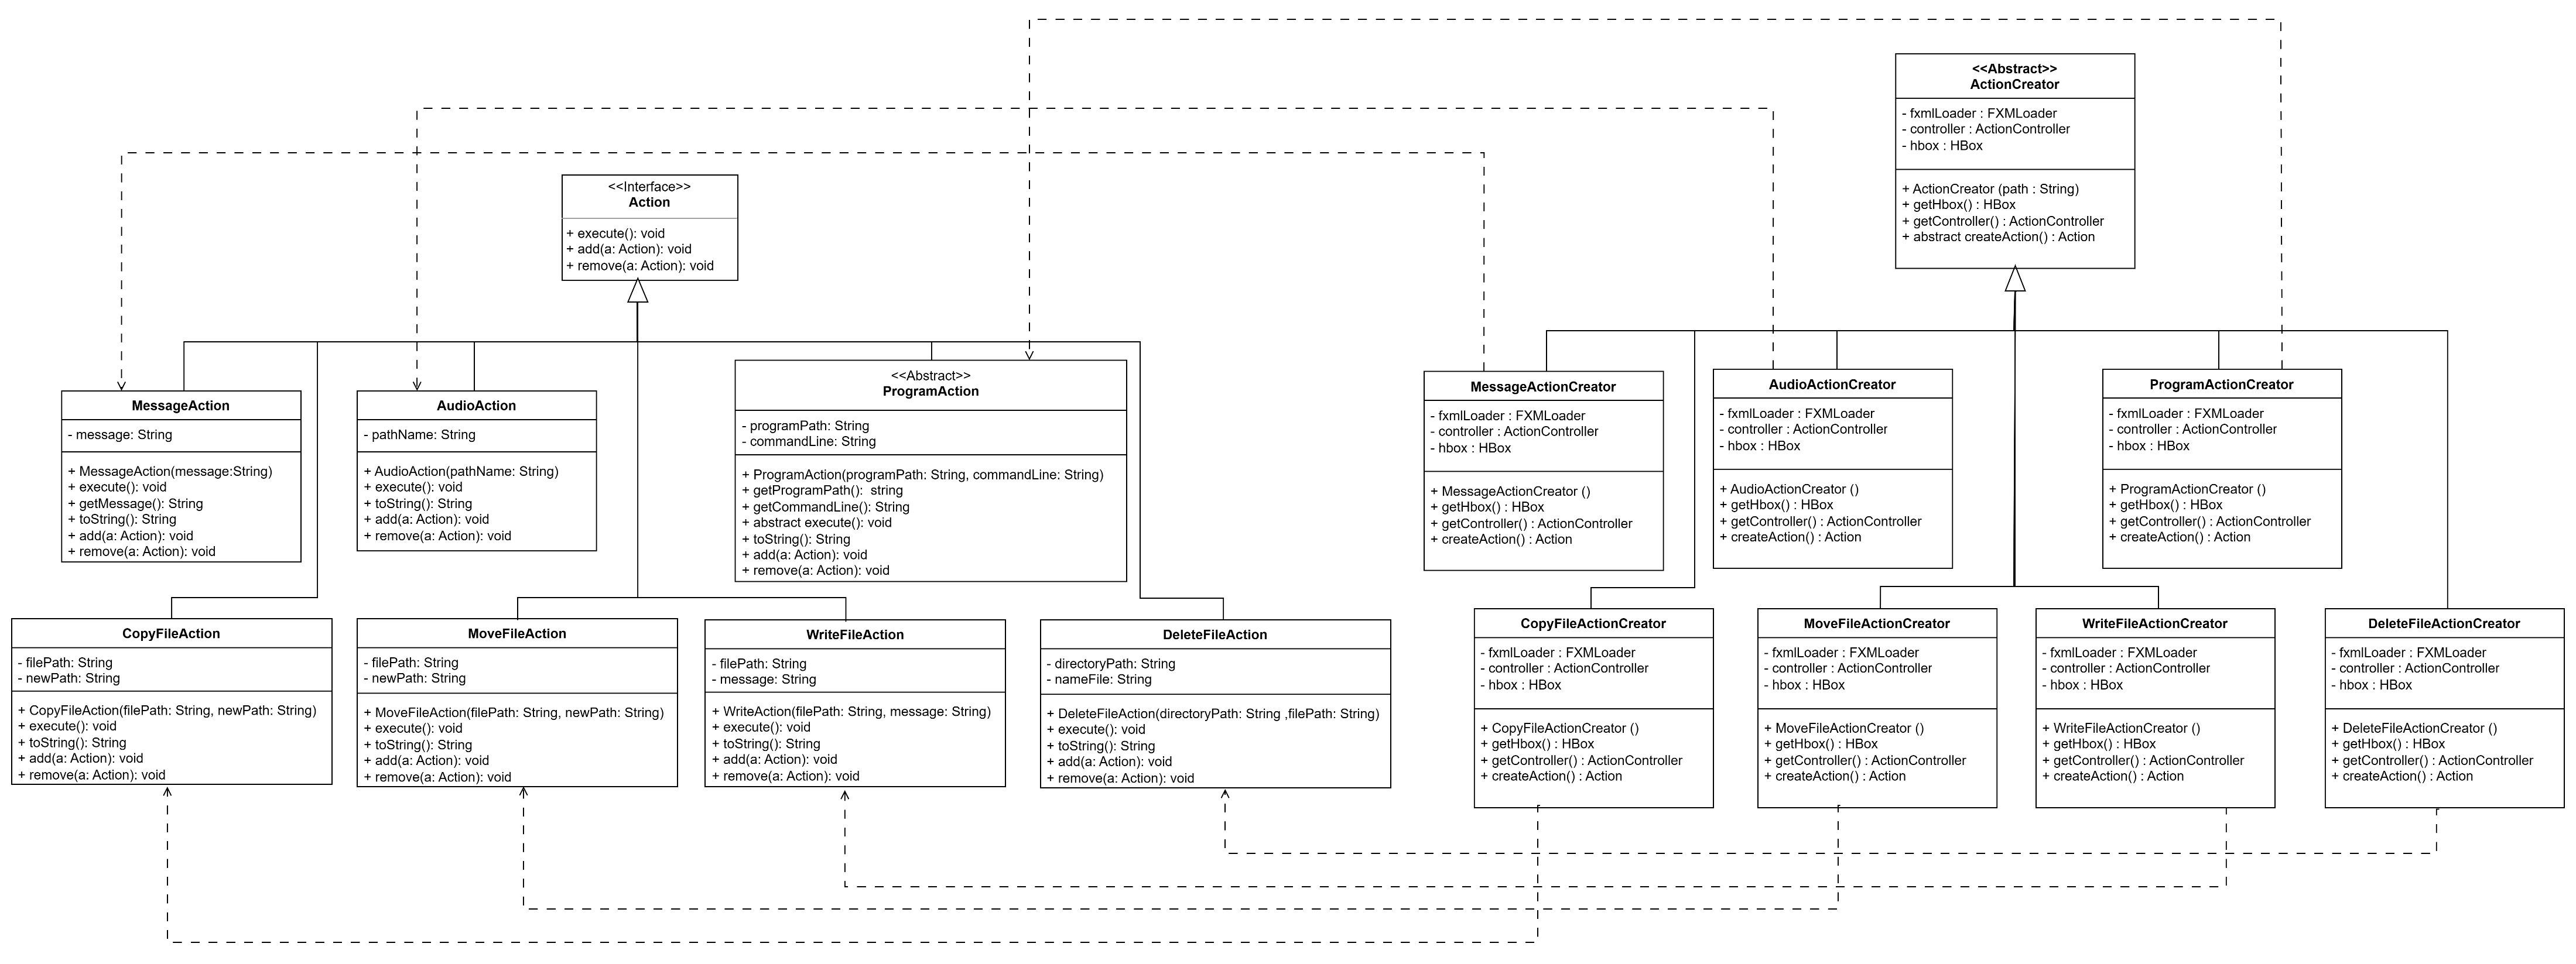 <<Abstract>>
ActionCreator
- fxmlLoader : FXMLLoader
- controller : ActionController
- hbox : HBox
+ ActionCreator (path : String)
+ getHbox() : HBox
+ getController() : ActionController
+ abstract createAction() : Action
<<Interface>>
Action
+ execute(): void
+ add(a: Action): void
+ remove(a: Action): void
MessageAction
- message: String
+ MessageAction(message:String)
+ execute(): void
+ getMessage(): String
+ toString(): String
+ add(a: Action): void
+ remove(a: Action): void
AudioAction
- pathName: String
+ AudioAction(pathName: String)
+ execute(): void
+ toString(): String
+ add(a: Action): void
+ remove(a: Action): void
<<Abstract>>
ProgramAction
- programPath: String
- commandLine: String
+ ProgramAction(programPath: String, commandLine: String)
+ getProgramPath():  string
+ getCommandLine(): String
+ abstract execute(): void
+ toString(): String
+ add(a: Action): void
+ remove(a: Action): void
MessageActionCreator
- fxmlLoader : FXMLLoader
- controller : ActionController
- hbox : HBox
+ MessageActionCreator ()
+ getHbox() : HBox
+ getController() : ActionController
+ createAction() : Action
AudioActionCreator
- fxmlLoader : FXMLLoader
- controller : ActionController
- hbox : HBox
+ AudioActionCreator ()
+ getHbox() : HBox
+ getController() : ActionController
+ createAction() : Action
ProgramActionCreator
- fxmlLoader : FXMLLoader
- controller : ActionController
- hbox : HBox
+ ProgramActionCreator ()
+ getHbox() : HBox
+ getController() : ActionController
+ createAction() : Action
CopyFileAction
- filePath: String
- newPath: String
+ CopyFileAction(filePath: String, newPath: String)
+ execute(): void
+ toString(): String
+ add(a: Action): void
+ remove(a: Action): void
MoveFileAction
- filePath: String
- newPath: String
+ MoveFileAction(filePath: String, newPath: String)
+ execute(): void
+ toString(): String
+ add(a: Action): void
+ remove(a: Action): void
WriteFileAction
- filePath: String
- message: String
+ WriteAction(filePath: String, message: String)
+ execute(): void
+ toString(): String
+ add(a: Action): void
+ remove(a: Action): void
DeleteFileAction
- directoryPath: String
- nameFile: String
+ DeleteFileAction(directoryPath: String ,filePath: String)
+ execute(): void
+ toString(): String
+ add(a: Action): void
+ remove(a: Action): void
CopyFileActionCreator
- fxmlLoader : FXMLLoader
- controller : ActionController
- hbox : HBox
+ CopyFileActionCreator ()
+ getHbox() : HBox
+ getController() : ActionController
+ createAction() : Action
MoveFileActionCreator
- fxmlLoader : FXMLLoader
- controller : ActionController
- hbox : HBox
+ MoveFileActionCreator ()
+ getHbox() : HBox
+ getController() : ActionController
+ createAction() : Action
WriteFileActionCreator
- fxmlLoader : FXMLLoader
- controller : ActionController
- hbox : HBox
+ WriteFileActionCreator ()
+ getHbox() : HBox
+ getController() : ActionController
+ createAction() : Action
DeleteFileActionCreator
- fxmlLoader : FXMLLoader
- controller : ActionController
- hbox : HBox
+ DeleteFileActionCreator ()
+ getHbox() : HBox
+ getController() : ActionController
+ createAction() : Action